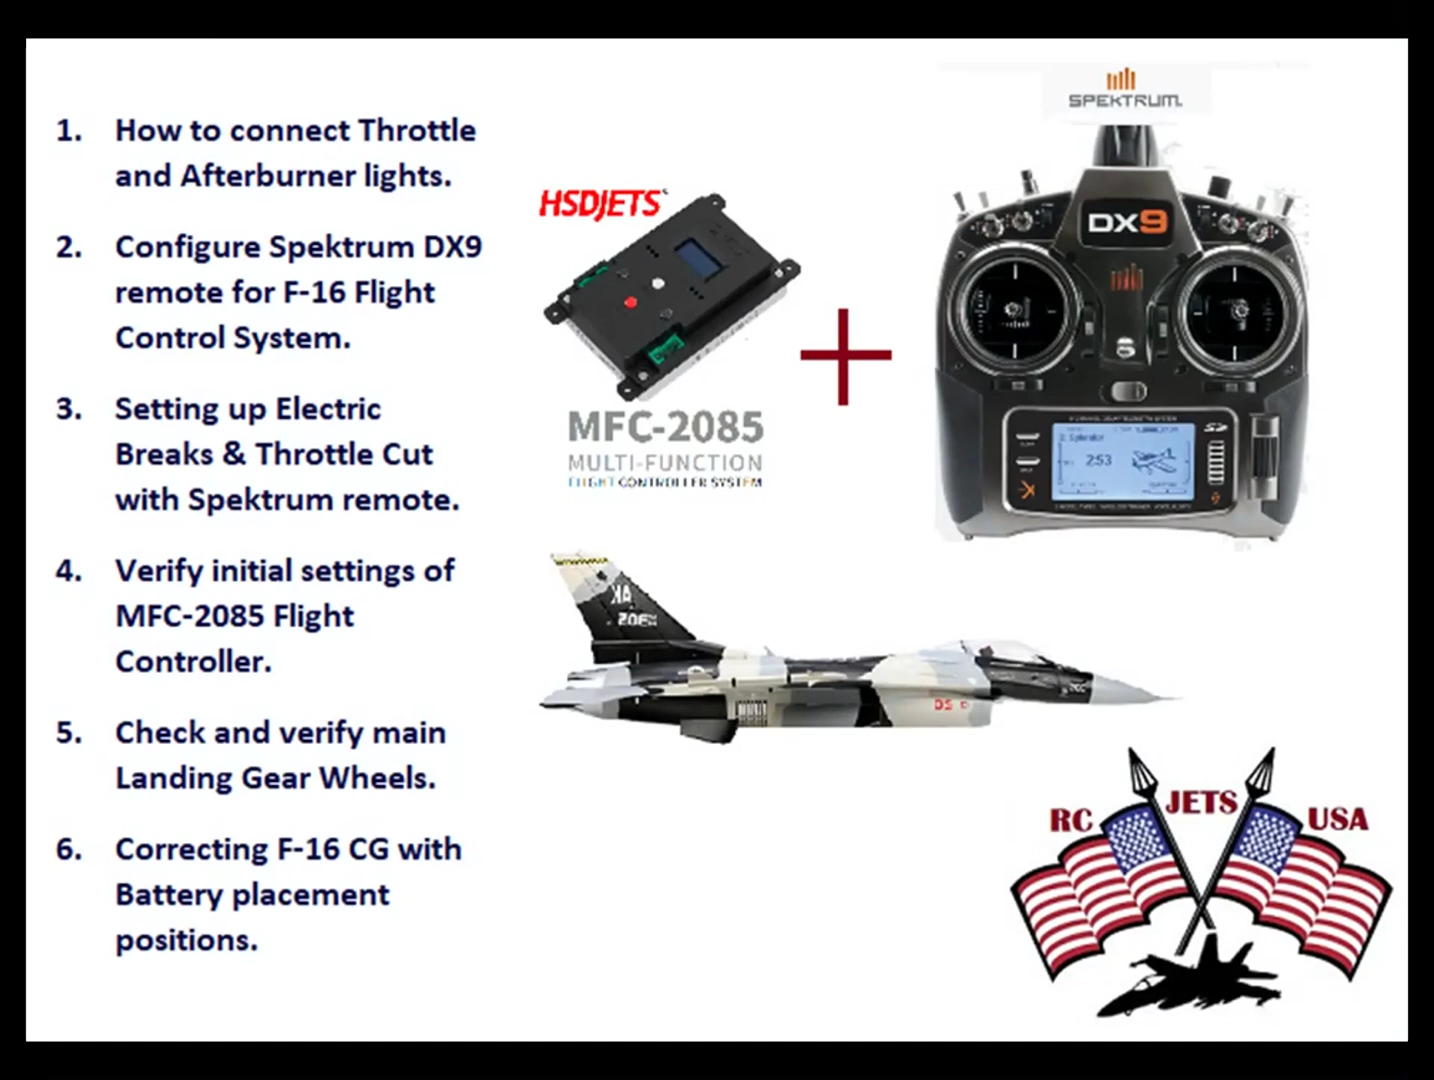 1. How to connect Throttle
and Afterburner lights.
2. Configure Spektrum DX9
remote for F-16 Flight
Control System.
3. Setting up Electric
Breaks & Throttle Cut
with Spektrum remote.
4. Verify initial settings of
MFC-2085 Flight
Controller.
5. Check and verify main
Landing Gear Wheels.
6. Correcting F-16 CG with
Battery placement
positions.
HSDJETS
MFC-2085
MULTI-FUNCTION
FLIGHT CONTROLLER SYSTEM
SPEKTRUM
DX9
253
RC JETS USA